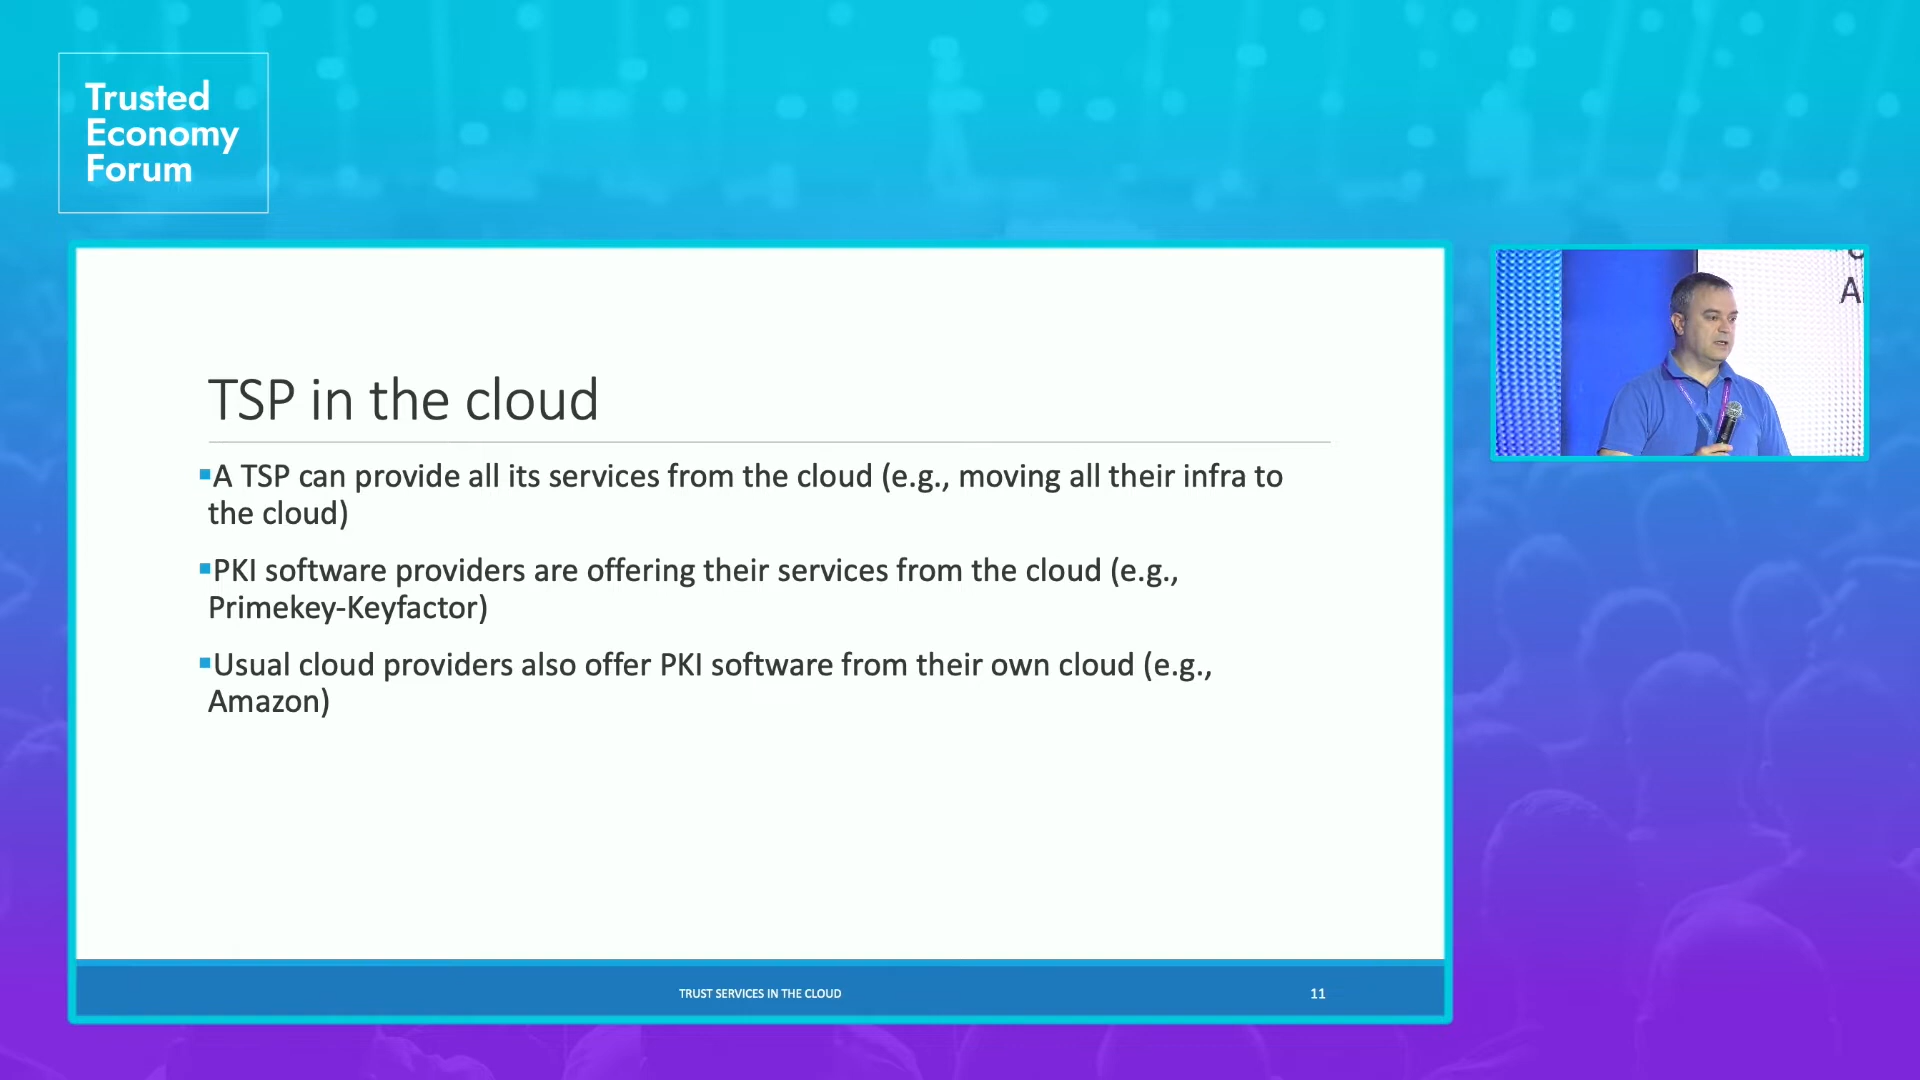 Trusted
Economy
Forum
TSP in the cloud
▪A TSP can provide all its services from the cloud (e.g., moving all their infra to
the cloud)
▪PKI software providers are offering their services from the cloud (e.g.,
Primekey-Keyfactor)
▪Usual cloud providers also offer PKI software from their own cloud (e.g.,
Amazon)
TRUST SERVICES IN THE CLOUD
11